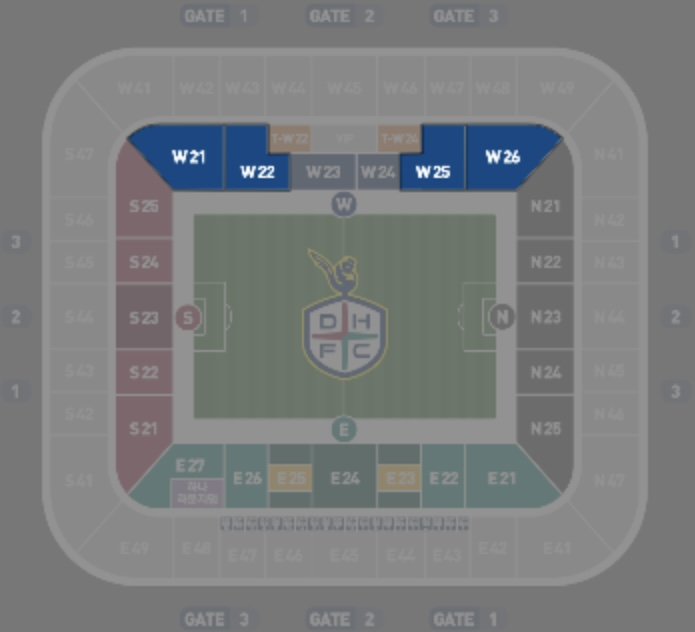 GATE 1 GATE 2 GATE 3
W41 W42 W43 W44 W45 W46 W47 W48 W49
T-W22 VIP T-W24
W21 W22 W23 W24 W25 W26
S47 N41
W
S25 N21
S46 N42
3 1
S24 N22
S45 N43
2 2
S44 S23 S N N23 N44
D H
F C
S43 S22 N24 N45
1 3
S42 N46
S21 E N25
E27 E26 E25 E24 E23 E22 E21
하나
S41 N47
E49 E48 E47 E46 E45 E44 E43 E42 E41
GATE 3 GATE 2 GATE 1